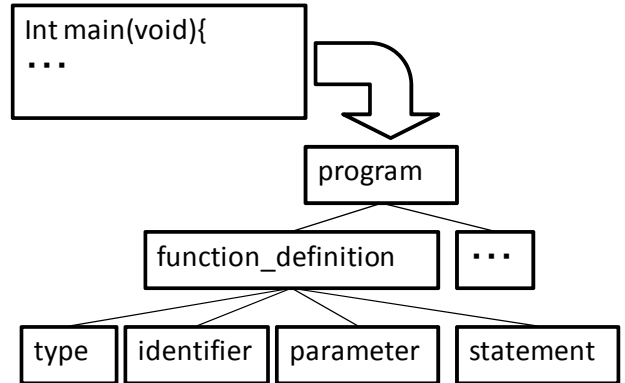 Int main(void){
･･･
program
function_definition
･･･
type
identifier
parameter
statement